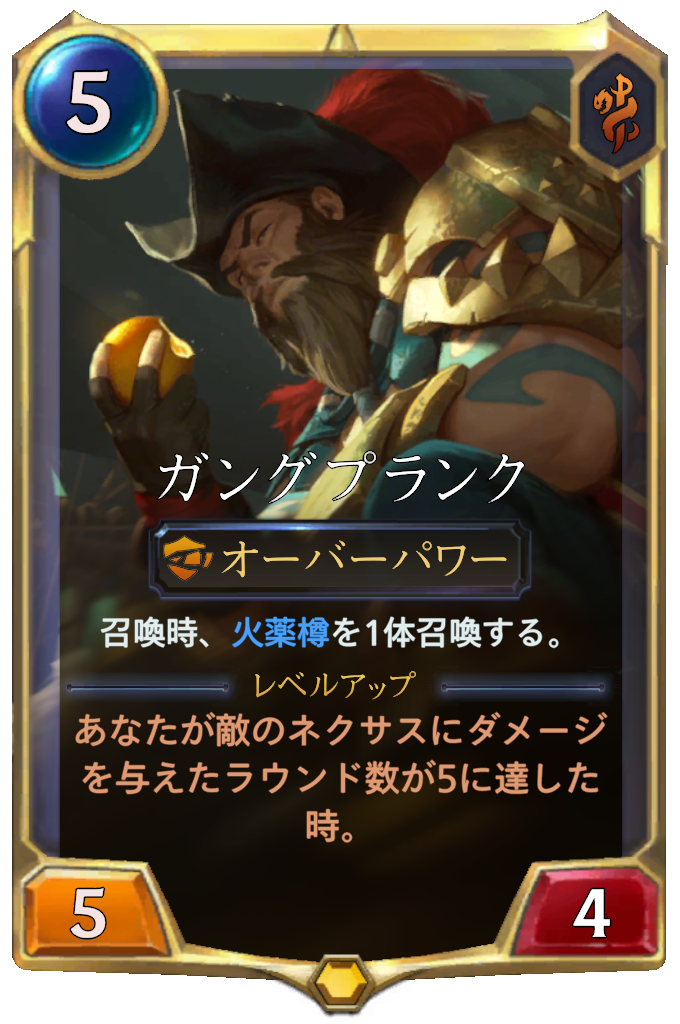 5
ガングプランク
オーバーパワー
召喚時、火薬樽を1体召喚する。
レベルアップ
あなたが敵のネクサスにダメージ
を与えたラウンド数が5に達した
時。
5
4